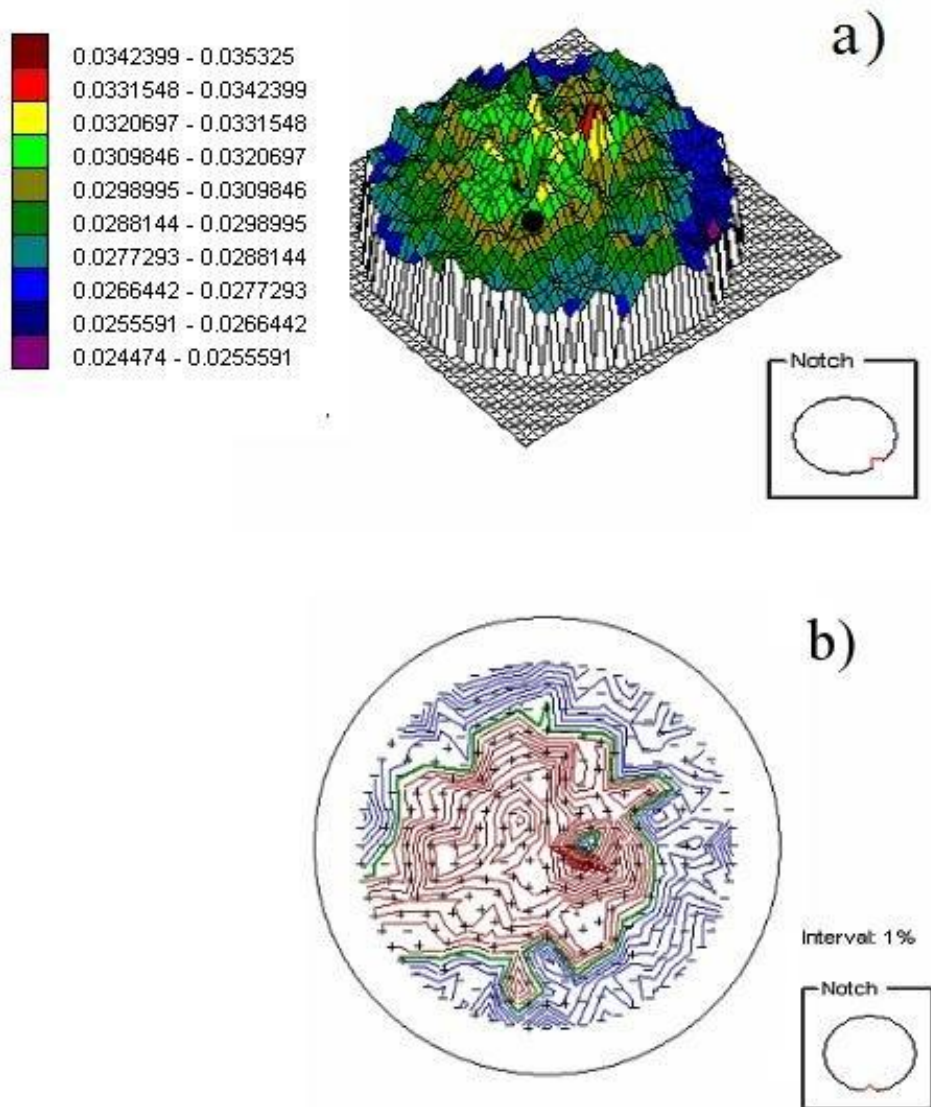 a)
0.0342399 - 0.035325
0.0331548 - 0.0342399
0.0320697 - 0.0331548
0.0309846 - 0.0320697
0.0298995 - 0.0309846
0.0288144 - 0.0298995
0.0277293 - 0.0288144
0.0266442 - 0.0277293
0.0255591 - 0.0266442
0.024474 - 0.0255591
Notch
b)
Interval: 1%
Notch